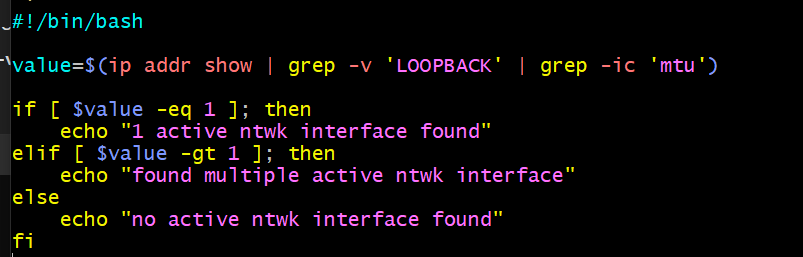 #!/bin/bash
value=$(ip addr show | grep -v 'LOOPBACK' | grep -ic 'mtu')
if [ $value -eq 1 ]; then
    echo "1 active ntwk interface found"
elif [ $value -gt 1 ]; then
    echo "found multiple active ntwk interface"
else
    echo "no active ntwk interface found"
fi